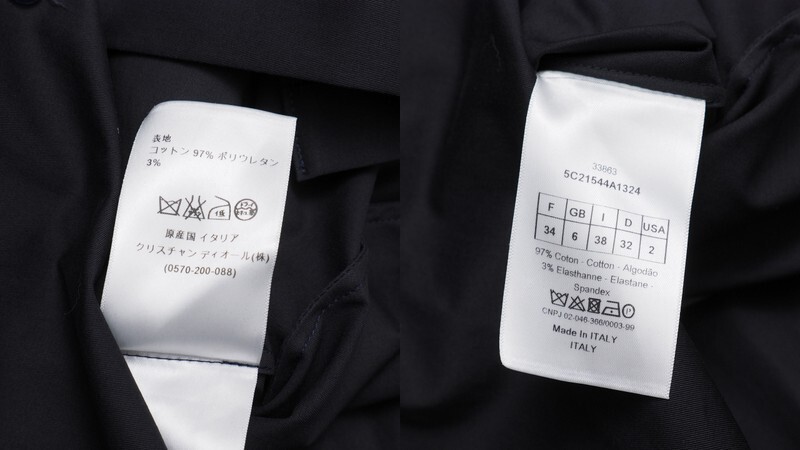 表地
コットン 97% ポリウレタン
3%
原産国 イタリア
クリスチャン ディオール(株)
(0570-200-088)
33863
5C21544A1324
F GB I D USA
34 6 38 32 2
97% Coton - Cotton - Algodão
3% Elasthanne - Elastane -
Spandex
CNPJ 02-046-366/0003-99
Made In ITALY
ITALY